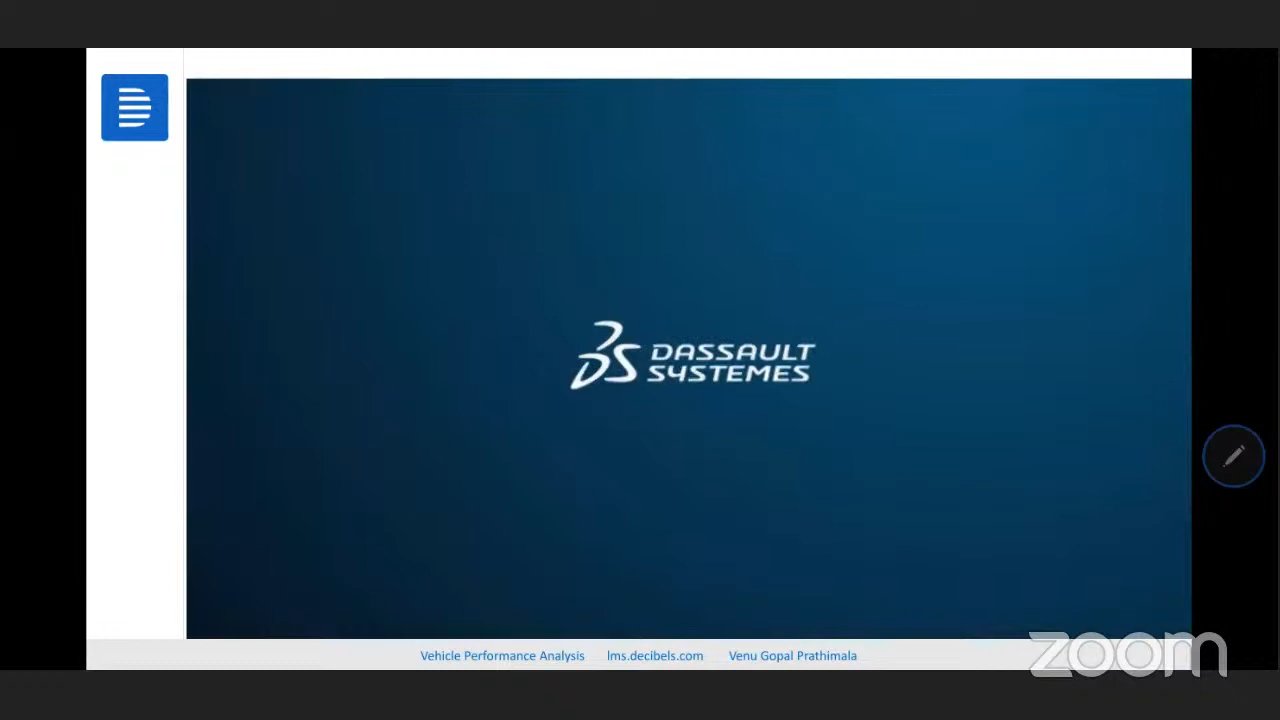 DASSAULT
SYSTEMES
Vehicle Performance Analysis lms.decibels.com Venu Gopal Prathimala
zoom